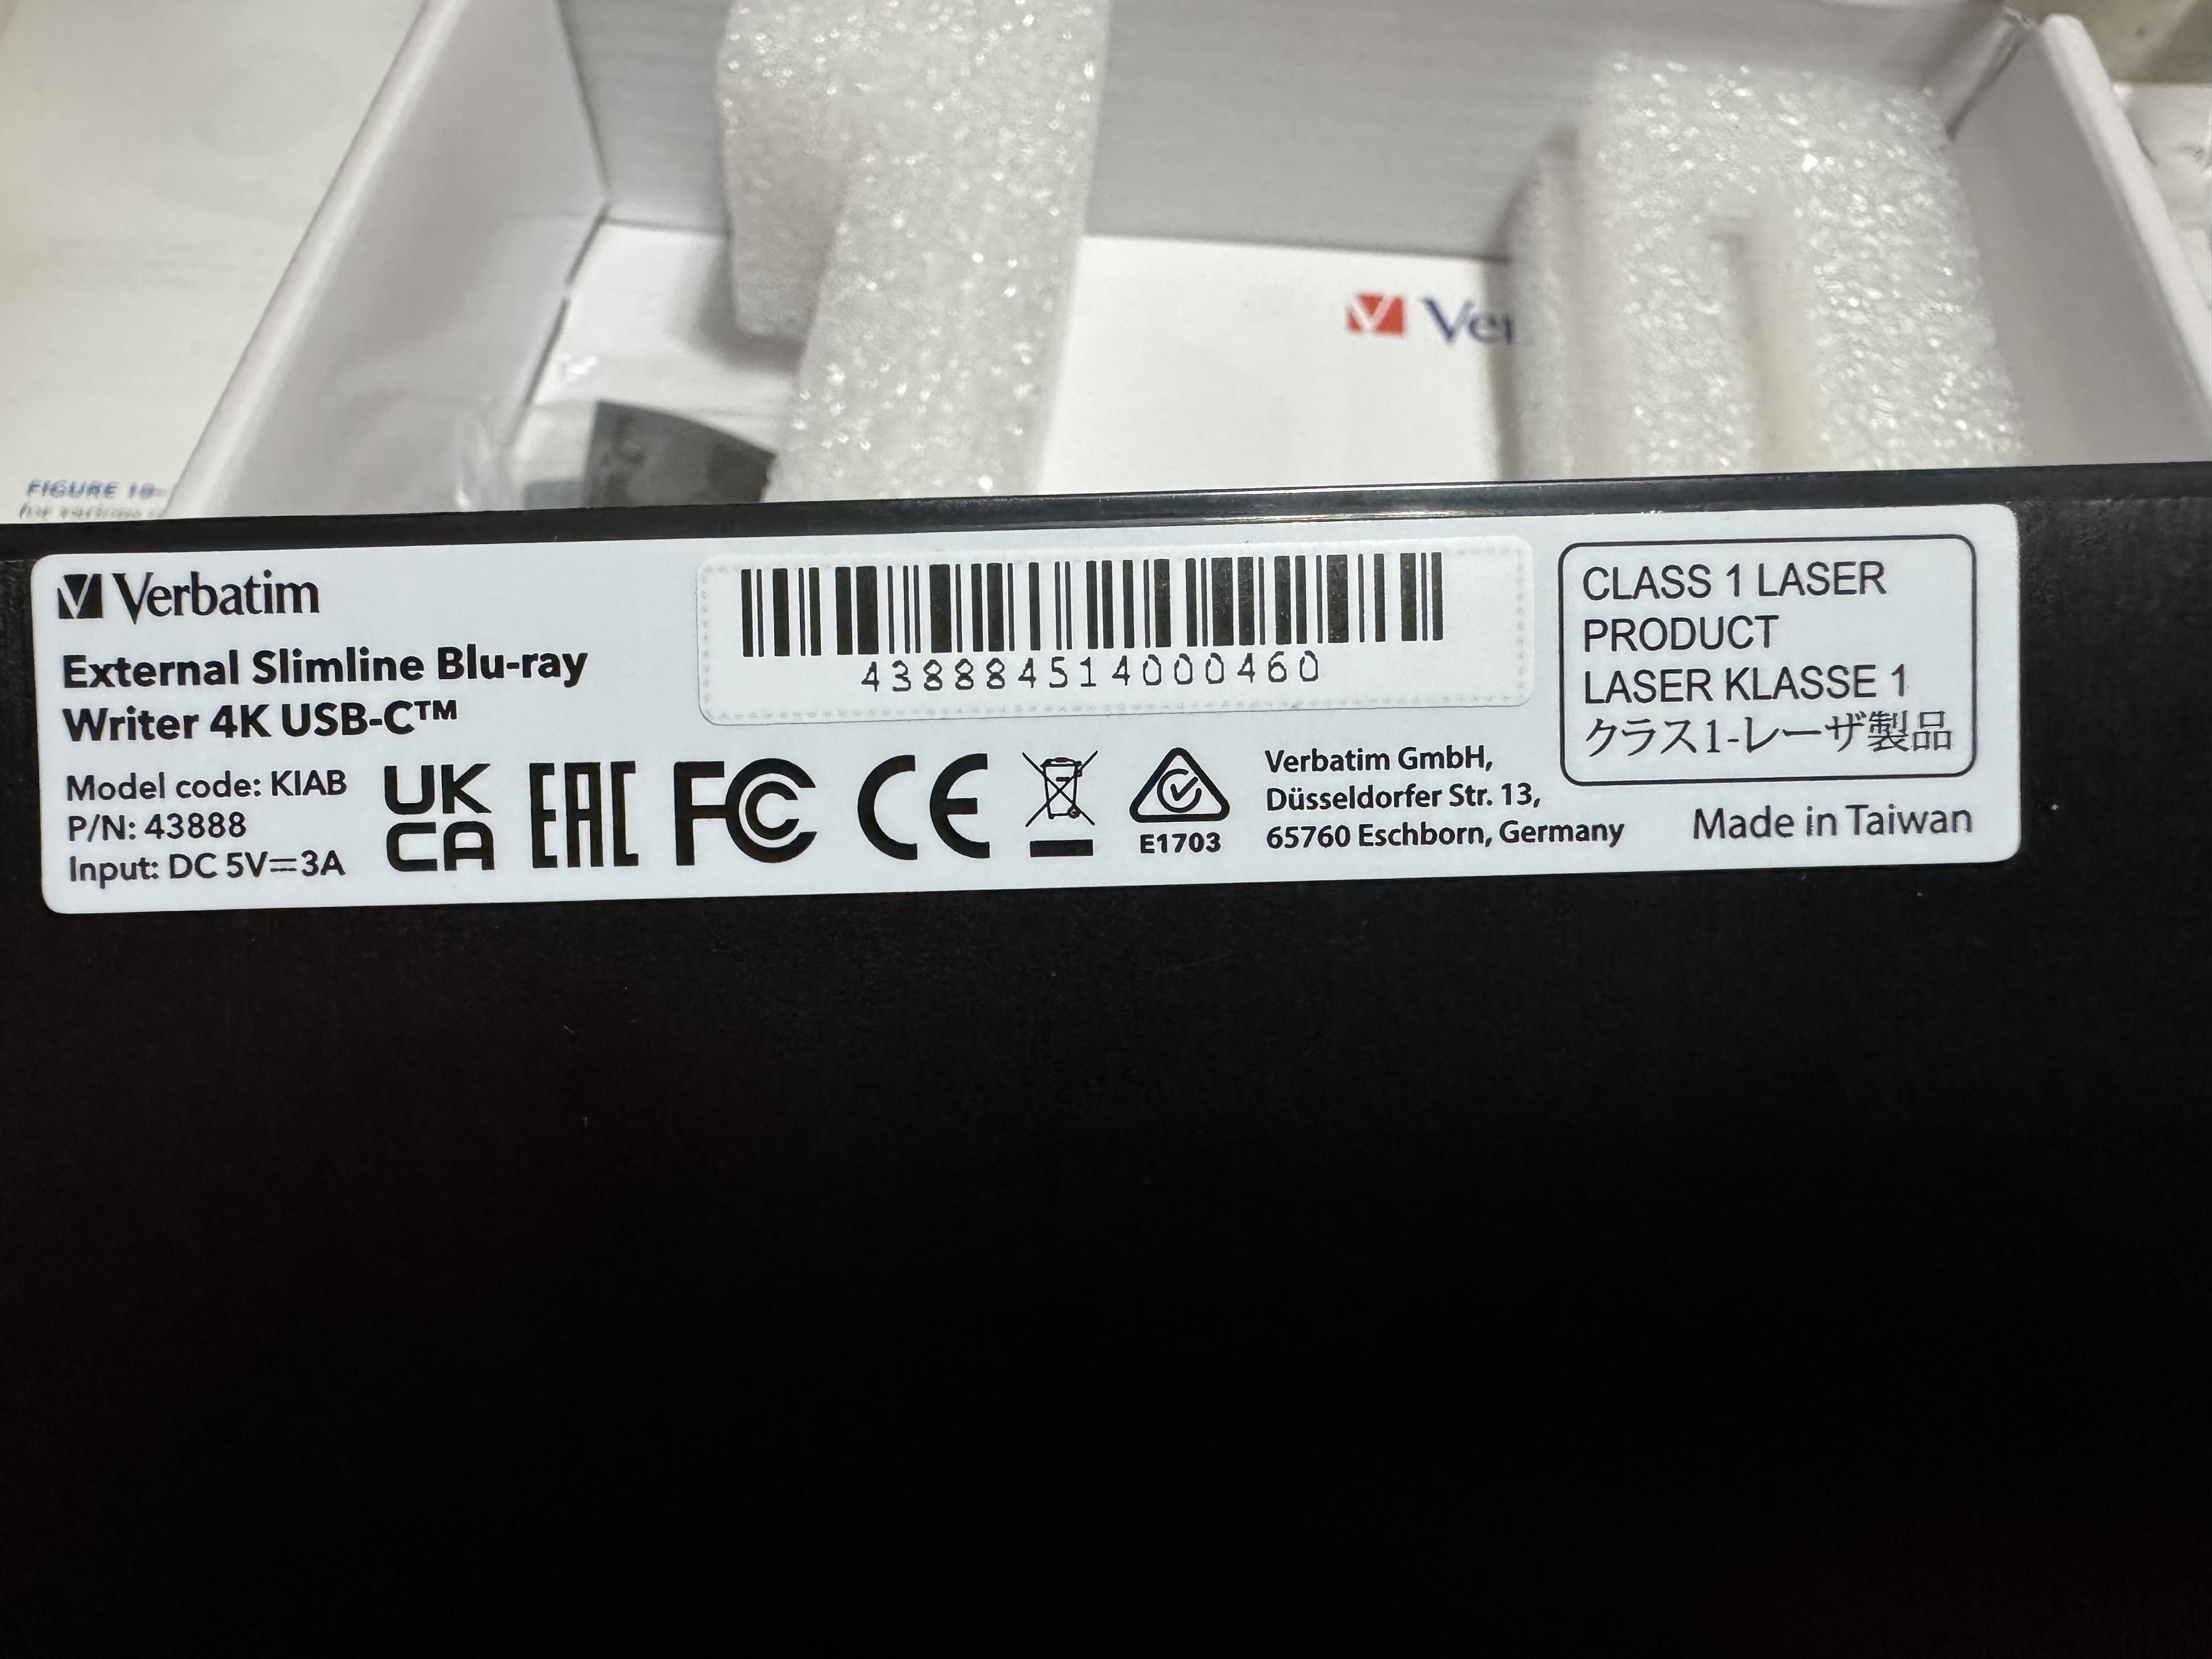 Ver
FIGURE 10-
Verbatim
External Slimline Blu-ray
Writer 4K USB-C™
Model code: KIAB
P/N: 43888
Input: DC 5V⎓3A
438884514000460
UK
CA
EAC
FC
CE
E1703
Verbatim GmbH,
Düsseldorfer Str. 13,
65760 Eschborn, Germany
CLASS 1 LASER
PRODUCT
LASER KLASSE 1
クラス1-レーザ製品
Made in Taiwan